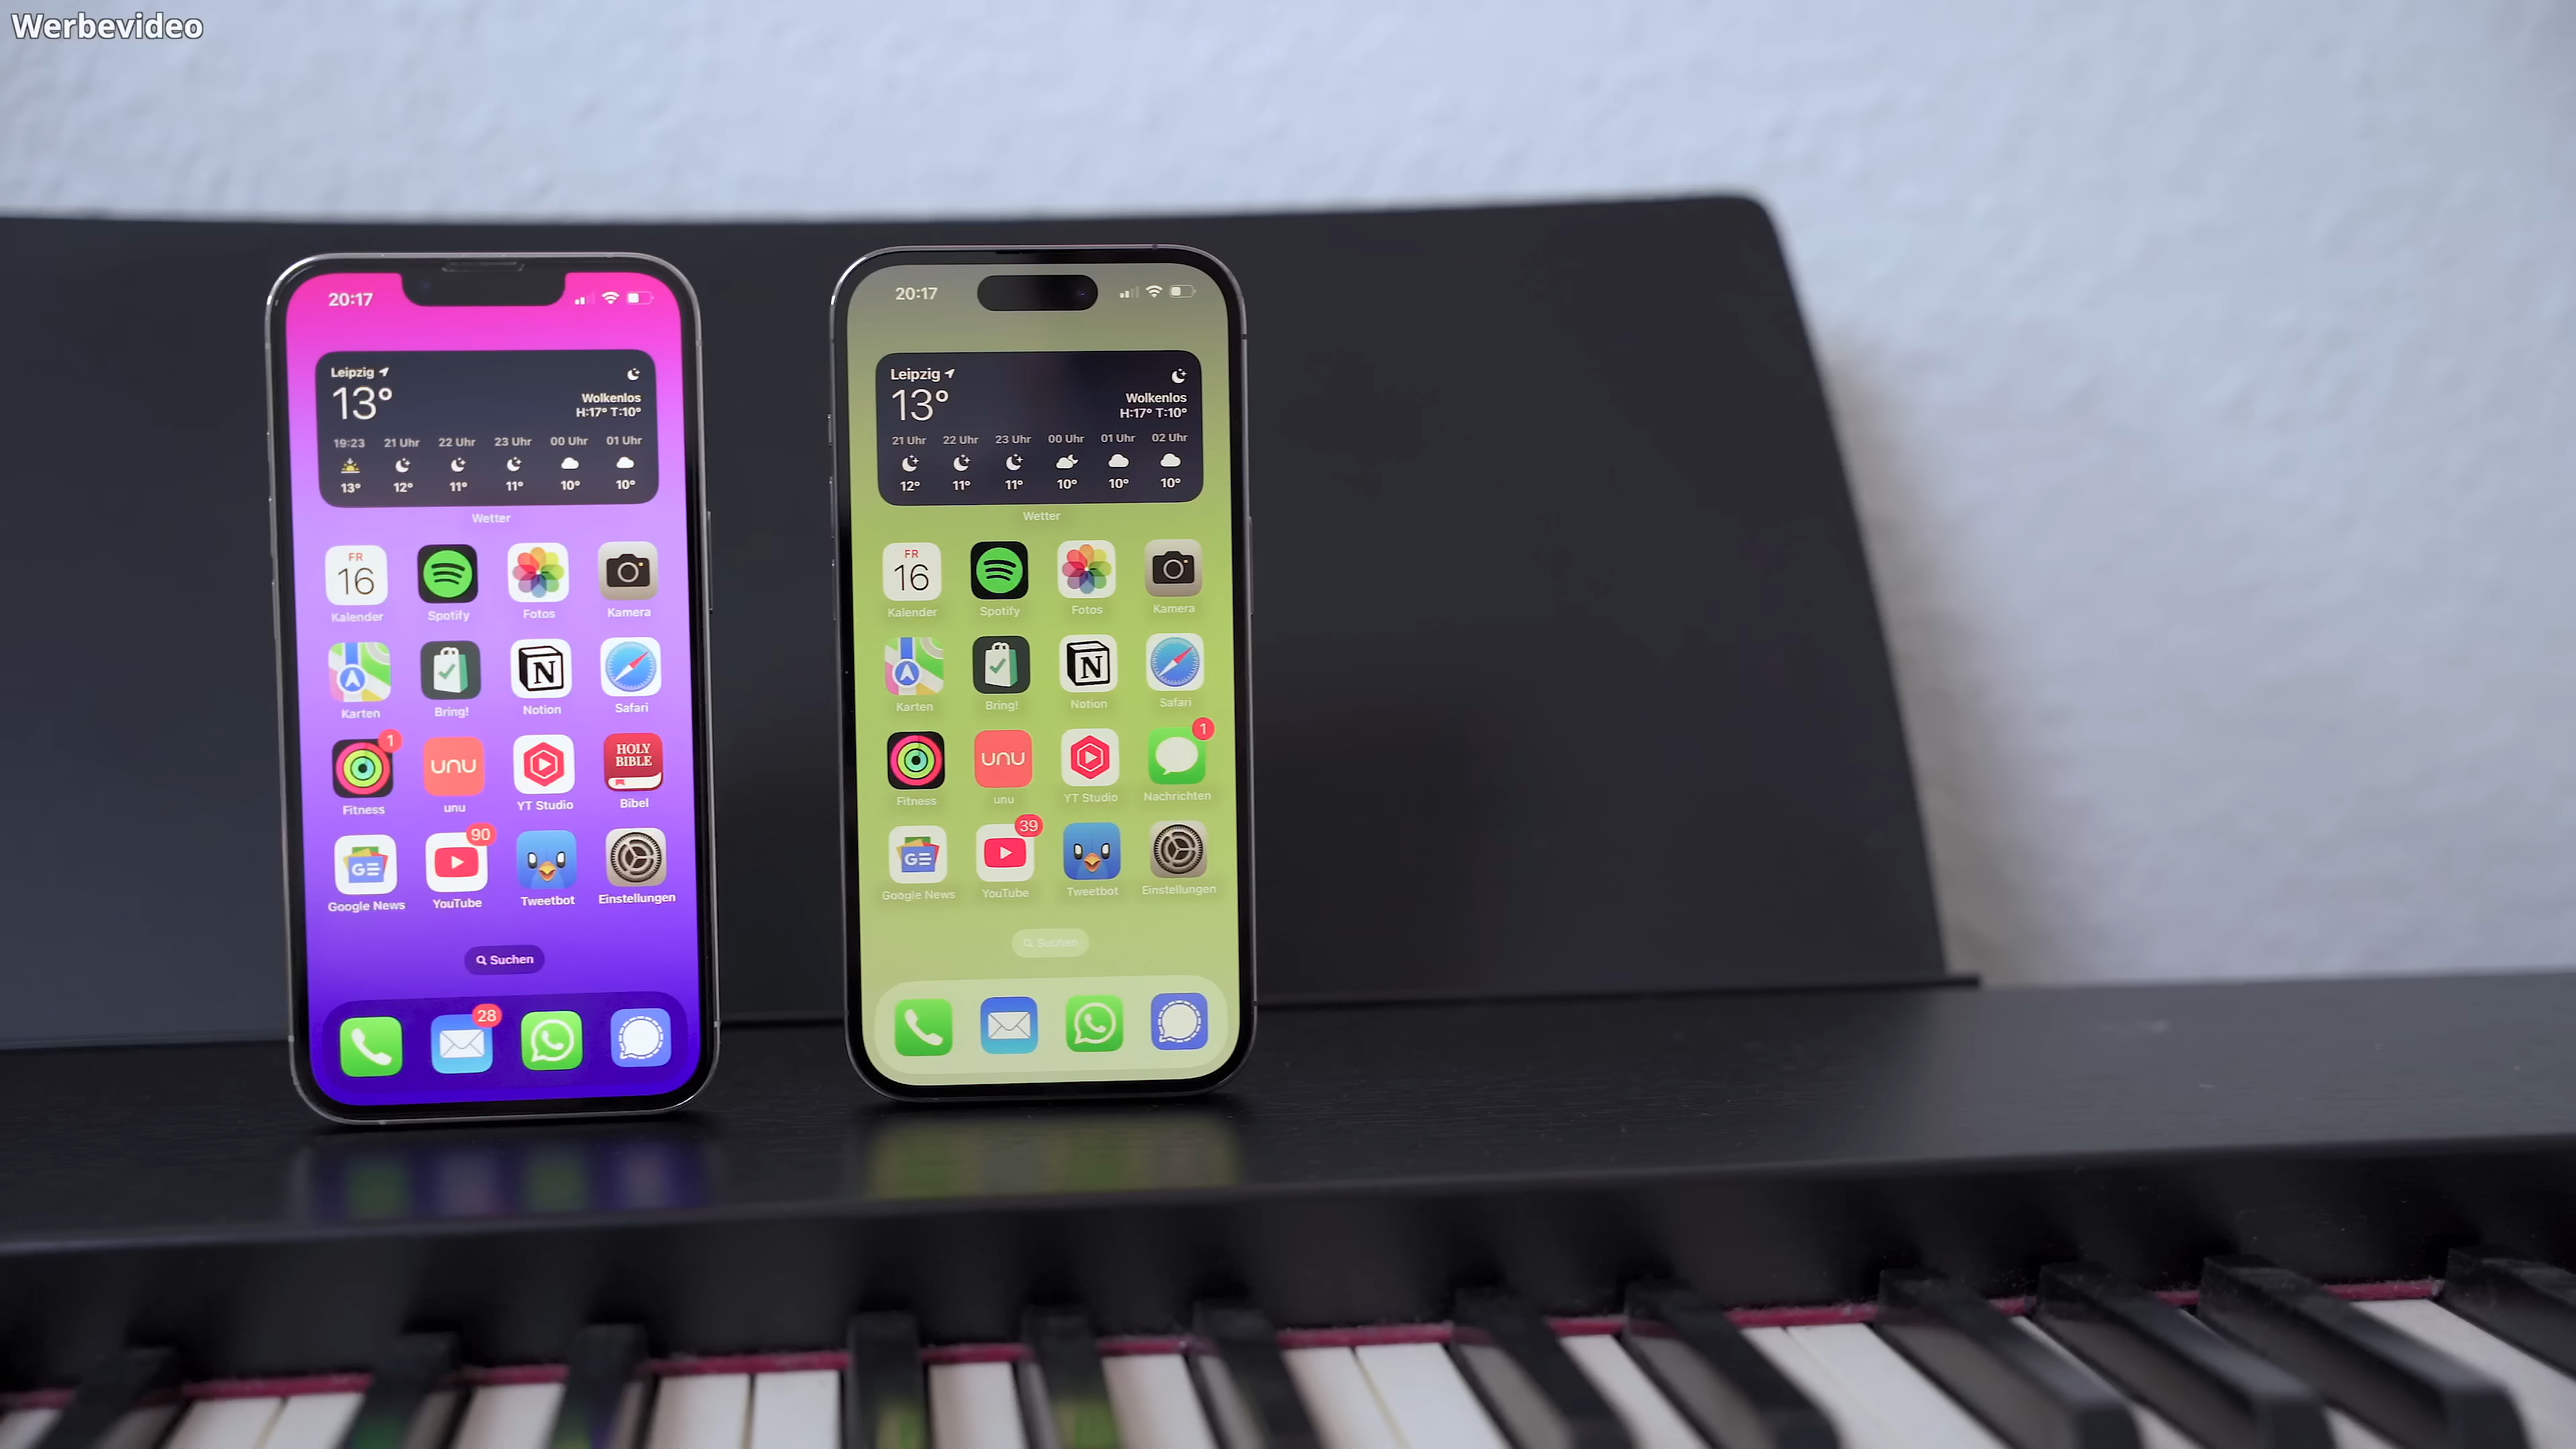 Werbevideo
20:17
Leipzig
13°
Wolkenlos
H:17° T:10°
19:23 21 Uhr 22 Uhr 23 Uhr 00 Uhr 01 Uhr
13° 12° 11° 11° 10° 10°
Wetter
FR
16
Kalender Spotify Fotos Kamera
N
Karten Bring! Notion Safari
1
unu
HOLY
BIBLE
Fitness unu YT Studio Bibel
90
G
Google News YouTube Tweetbot Einstellungen
Suchen
28
20:17
Leipzig
13°
Wolkenlos
H:17° T:10°
21 Uhr 22 Uhr 23 Uhr 00 Uhr 01 Uhr 02 Uhr
12° 11° 11° 10° 10° 10°
Wetter
FR
16
Kalender Spotify Fotos Kamera
N
Karten Bring! Notion Safari
1
unu
Fitness unu YT Studio Nachrichten
39
G
Google News YouTube Tweetbot Einstellungen
Suchen